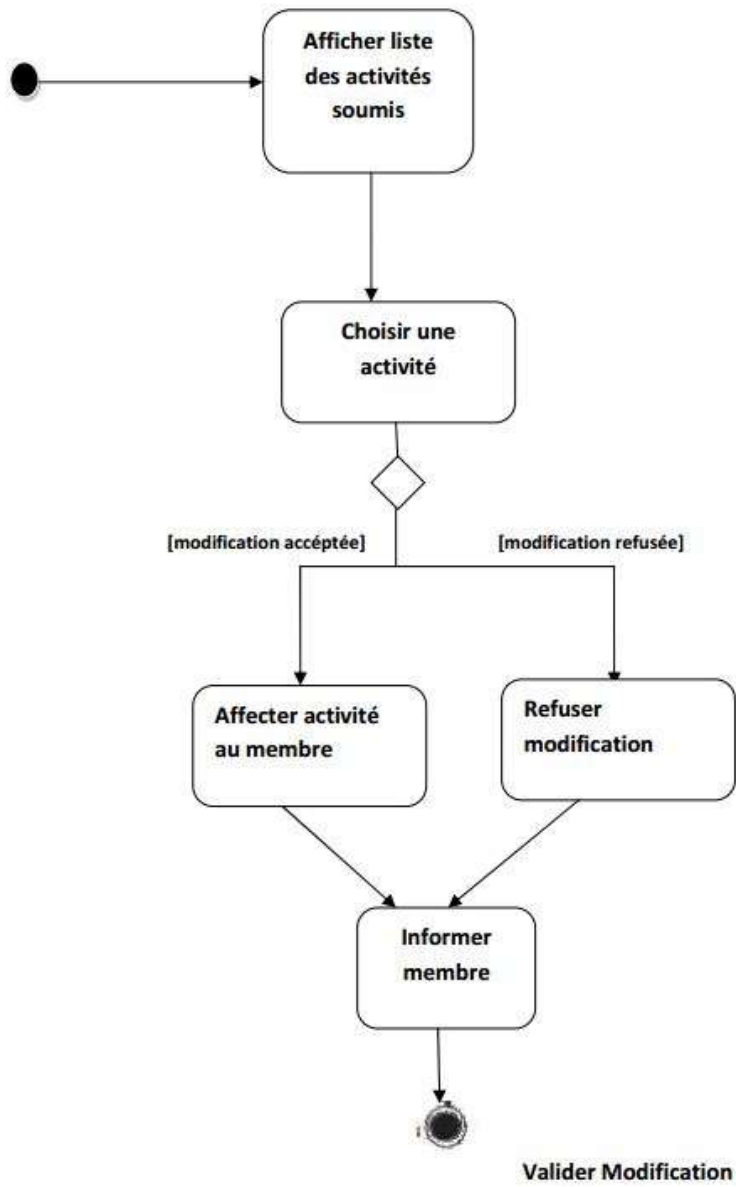 Afficher liste
des activités
soumis
Choisir une
activité
[modification accéptée]
[modification refusée]
Affecter activité
au membre
Refuser
modification
Informer
membre
Valider Modification